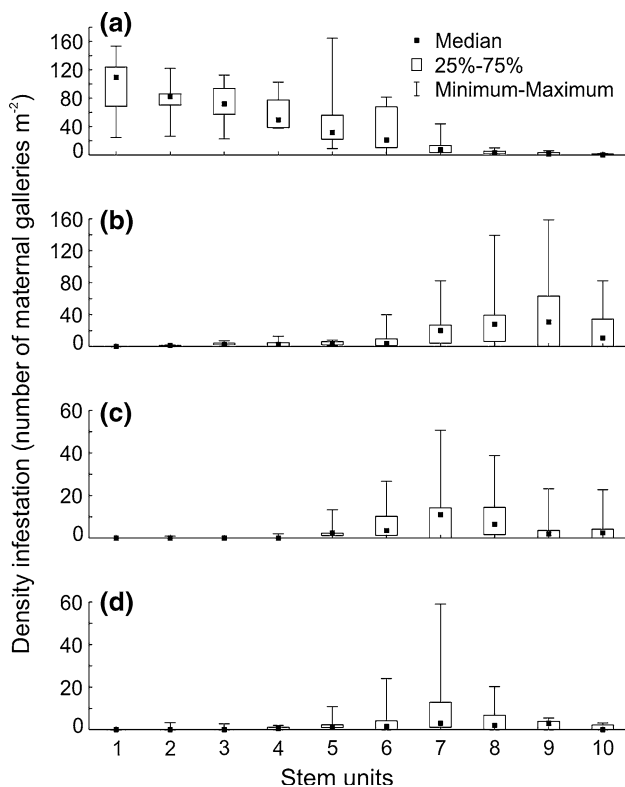 Density infestation (number of maternal galleries m⁻²)
(a)
Median
25%-75%
Minimum-Maximum
160
120
80
40
0
(b)
160
120
80
40
0
(c)
60
40
20
0
(d)
60
40
20
0
1 2 3 4 5 6 7 8 9 10
Stem units